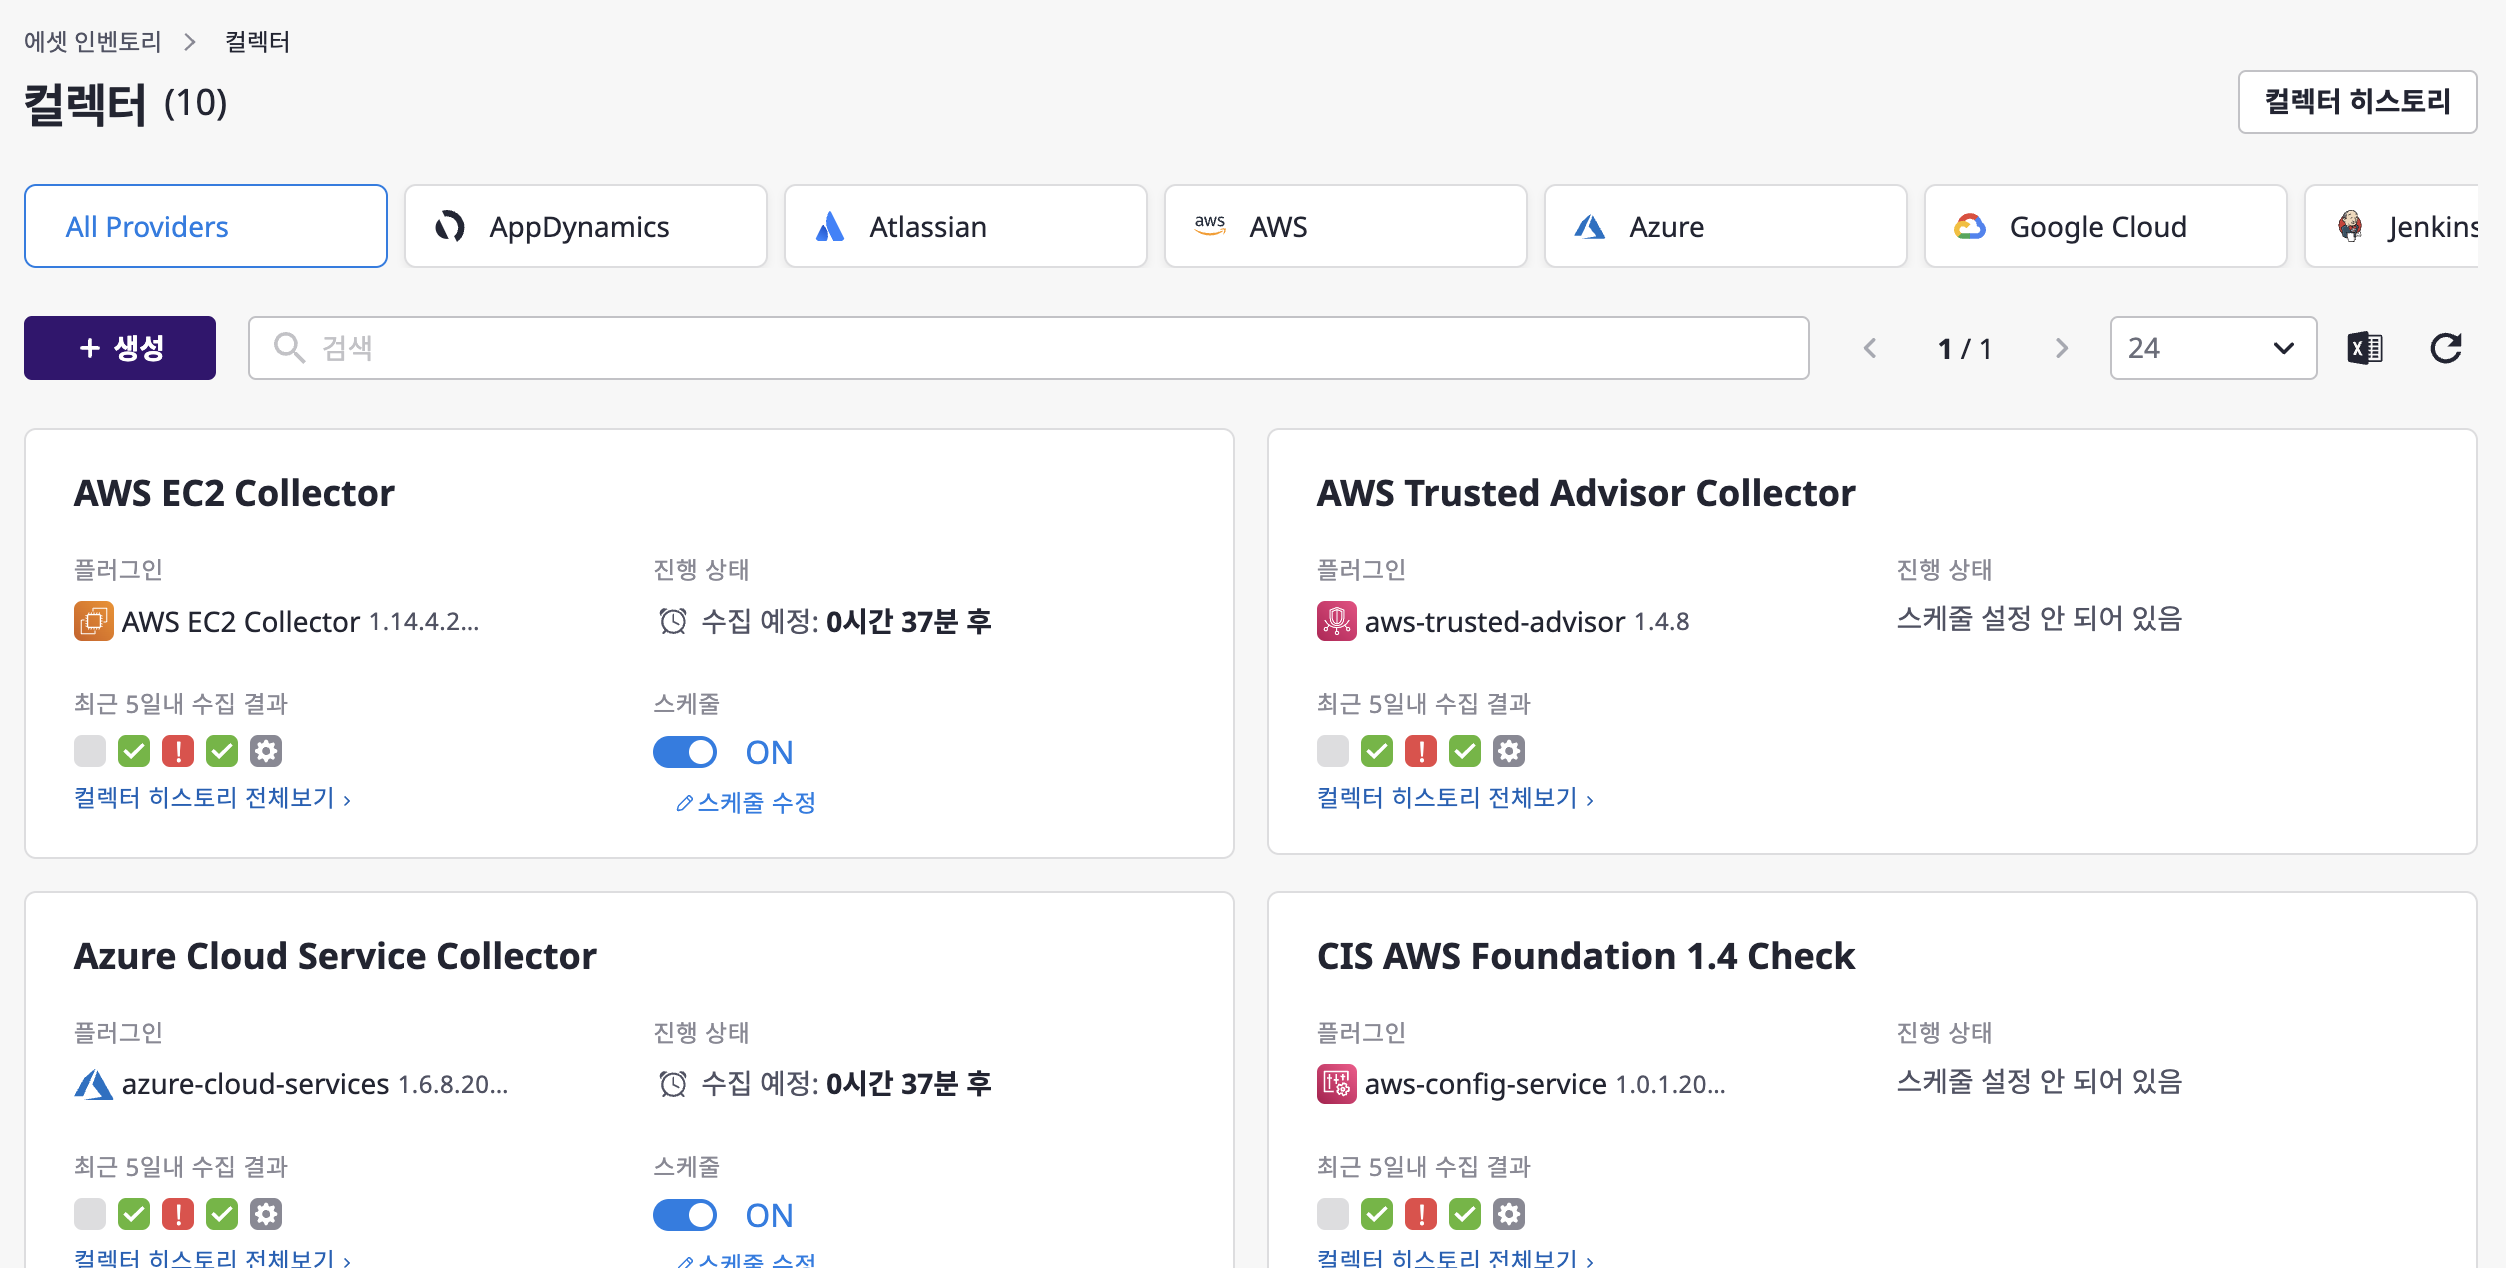 에셋 인벤토리 > 컬렉터
컬렉터 (10)
컬렉터 히스토리
All Providers
AppDynamics
Atlassian
aws AWS
Azure
Google Cloud
Jenkins
+ 생성
검색
1 / 1
24
AWS EC2 Collector
플러그인
진행 상태
AWS EC2 Collector 1.14.4.2...
수집 예정: 0시간 37분 후
최근 5일내 수집 결과
스케줄
ON
컬렉터 히스토리 전체보기 ›
스케줄 수정
AWS Trusted Advisor Collector
플러그인
진행 상태
aws-trusted-advisor 1.4.8
스케줄 설정 안 되어 있음
최근 5일내 수집 결과
컬렉터 히스토리 전체보기 ›
Azure Cloud Service Collector
플러그인
진행 상태
azure-cloud-services 1.6.8.20...
수집 예정: 0시간 37분 후
최근 5일내 수집 결과
스케줄
ON
컬렉터 히스토리 전체보기 ›
스케줄 수정
CIS AWS Foundation 1.4 Check
플러그인
진행 상태
aws-config-service 1.0.1.20...
스케줄 설정 안 되어 있음
최근 5일내 수집 결과
컬렉터 히스토리 전체보기 ›